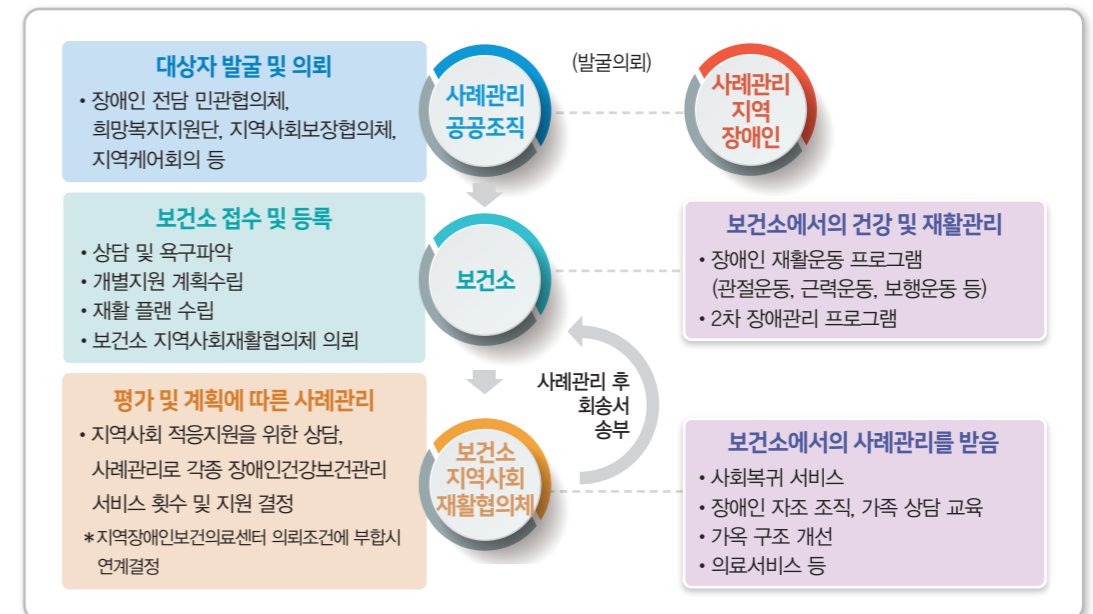 대상자 발굴 및 의뢰
• 장애인 전담 민관협의체,
희망복지지원단, 지역사회보장협의체,
지역케어회의 등
사례관리
공공조직
(발굴의뢰)
사례관리
지역
장애인
보건소 접수 및 등록
• 상담 및 욕구파악
• 개별지원 계획수립
• 재활 플랜 수립
• 보건소 지역사회재활협의체 의뢰
보건소
보건소에서의 건강 및 재활관리
• 장애인 재활운동 프로그램
(관절운동, 근력운동, 보행운동 등)
• 2차 장애관리 프로그램
사례관리 후
회송서
송부
평가 및 계획에 따른 사례관리
• 지역사회 적응지원을 위한 상담,
사례관리로 각종 장애인건강보건관리
서비스 횟수 및 지원 결정
*지역장애인보건의료센터 의뢰조건에 부합시
연계결정
보건소
지역사회
재활협의체
보건소에서의 사례관리를 받음
• 사회복귀 서비스
• 장애인 자조 조직, 가족 상담 교육
• 가옥 구조 개선
• 의료서비스 등